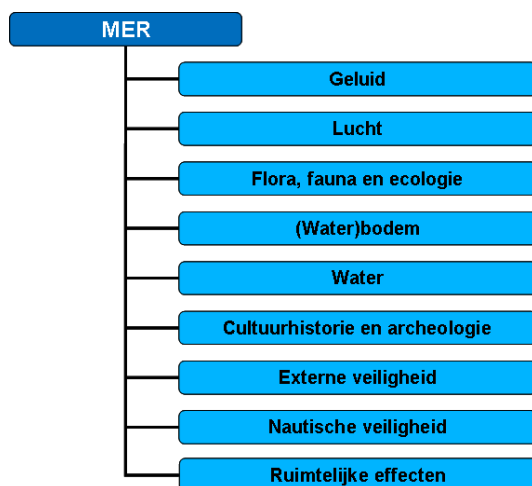 MER
Geluid
Lucht
Flora, fauna en ecologie
(Water)bodem
Water
Cultuurhistorie en archeologie
Externe veiligheid
Nautische veiligheid
Ruimtelijke effecten